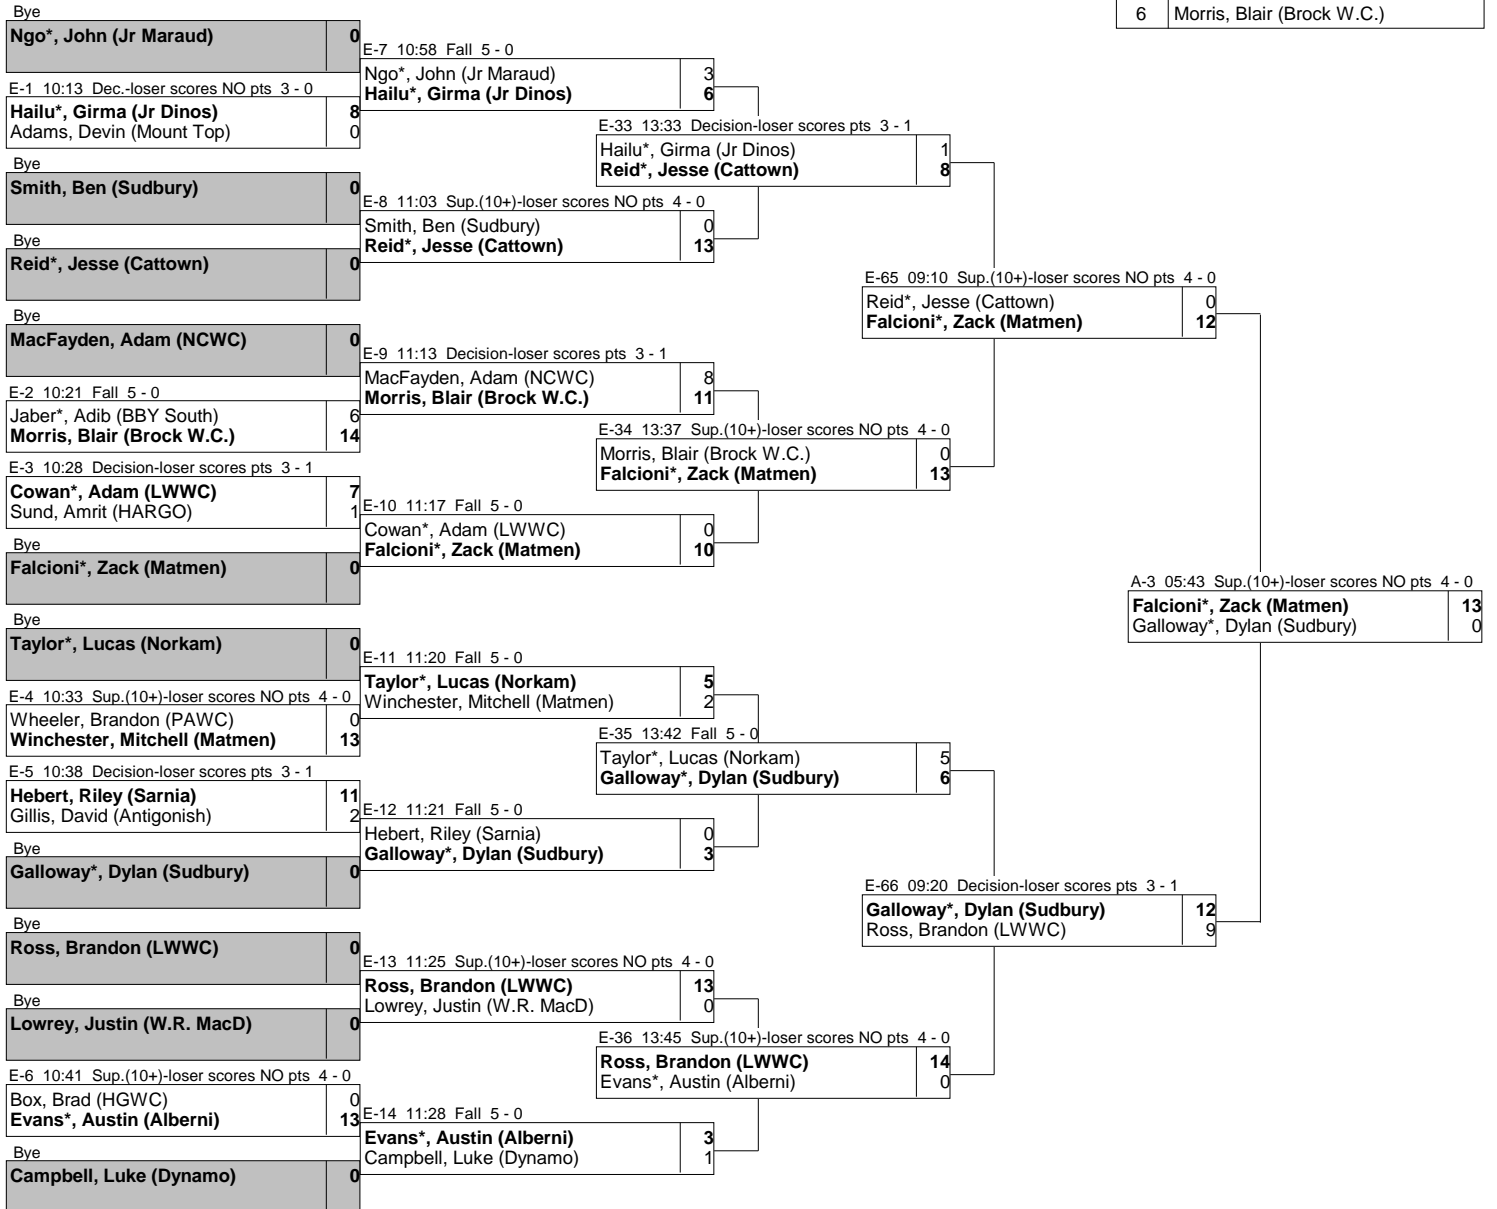 6 Morris, Blair (Brock W.C.)
Bye
Ngo*, John (Jr Maraud) 0
E-1 10:13 Dec.-loser scores NO pts 3 - 0
Hailu*, Girma (Jr Dinos) 8
Adams, Devin (Mount Top) 0
Bye
Smith, Ben (Sudbury) 0
Bye
Reid*, Jesse (Cattown) 0
Bye
MacFayden, Adam (NCWC) 0
E-2 10:21 Fall 5 - 0
Jaber*, Adib (BBY South) 6
Morris, Blair (Brock W.C.) 14
E-3 10:28 Decision-loser scores pts 3 - 1
Cowan*, Adam (LWWC) 7
Sund, Amrit (HARGO) 1
Bye
Falcioni*, Zack (Matmen) 0
Bye
Taylor*, Lucas (Norkam) 0
E-4 10:33 Sup.(10+)-loser scores NO pts 4 - 0
Wheeler, Brandon (PAWC) 0
Winchester, Mitchell (Matmen) 13
E-5 10:38 Decision-loser scores pts 3 - 1
Hebert, Riley (Sarnia) 11
Gillis, David (Antigonish) 2
Bye
Galloway*, Dylan (Sudbury) 0
Bye
Ross, Brandon (LWWC) 0
Bye
Lowrey, Justin (W.R. MacD) 0
E-6 10:41 Sup.(10+)-loser scores NO pts 4 - 0
Box, Brad (HGWC) 0
Evans*, Austin (Alberni) 13
Bye
Campbell, Luke (Dynamo) 0
E-7 10:58 Fall 5 - 0
Ngo*, John (Jr Maraud) 3
Hailu*, Girma (Jr Dinos) 6
E-8 11:03 Sup.(10+)-loser scores NO pts 4 - 0
Smith, Ben (Sudbury) 0
Reid*, Jesse (Cattown) 13
E-9 11:13 Decision-loser scores pts 3 - 1
MacFayden, Adam (NCWC) 8
Morris, Blair (Brock W.C.) 11
E-10 11:17 Fall 5 - 0
Cowan*, Adam (LWWC) 0
Falcioni*, Zack (Matmen) 10
E-11 11:20 Fall 5 - 0
Taylor*, Lucas (Norkam) 5
Winchester, Mitchell (Matmen) 2
E-12 11:21 Fall 5 - 0
Hebert, Riley (Sarnia) 0
Galloway*, Dylan (Sudbury) 3
E-13 11:25 Sup.(10+)-loser scores NO pts 4 - 0
Ross, Brandon (LWWC) 13
Lowrey, Justin (W.R. MacD) 0
E-14 11:28 Fall 5 - 0
Evans*, Austin (Alberni) 3
Campbell, Luke (Dynamo) 1
E-33 13:33 Decision-loser scores pts 3 - 1
Hailu*, Girma (Jr Dinos) 1
Reid*, Jesse (Cattown) 8
E-34 13:37 Sup.(10+)-loser scores NO pts 4 - 0
Morris, Blair (Brock W.C.) 0
Falcioni*, Zack (Matmen) 13
E-35 13:42 Fall 5 - 0
Taylor*, Lucas (Norkam) 5
Galloway*, Dylan (Sudbury) 6
E-36 13:45 Sup.(10+)-loser scores NO pts 4 - 0
Ross, Brandon (LWWC) 14
Evans*, Austin (Alberni) 0
E-65 09:10 Sup.(10+)-loser scores NO pts 4 - 0
Reid*, Jesse (Cattown) 0
Falcioni*, Zack (Matmen) 12
E-66 09:20 Decision-loser scores pts 3 - 1
Galloway*, Dylan (Sudbury) 12
Ross, Brandon (LWWC) 9
A-3 05:43 Sup.(10+)-loser scores NO pts 4 - 0
Falcioni*, Zack (Matmen) 13
Galloway*, Dylan (Sudbury) 0